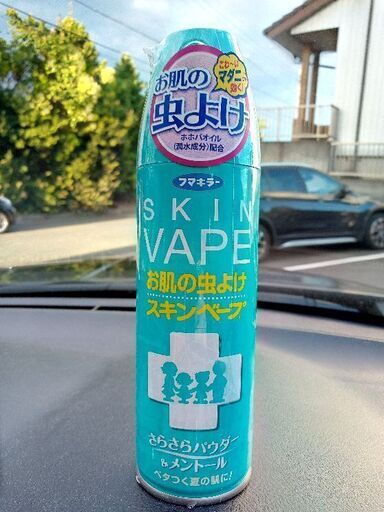 こわ〜い
マダニに
効く!
お肌の
虫よけ
ホホバオイル
(潤水成分)配合
フマキラー
SKIN
VAPE
お肌の虫よけ
スキンベープ
さらさらパウダー
&メントール
ベタつく夏の肌に!